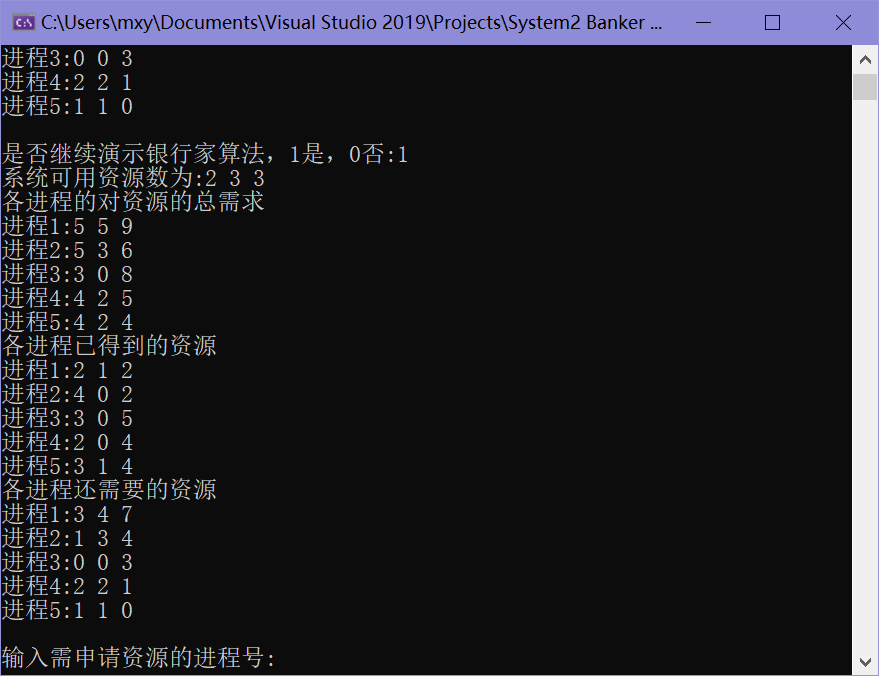 C:\Users\mxy\Documents\Visual Studio 2019\Projects\System2 Banker ...
进程3:0 0 3
进程4:2 2 1
进程5:1 1 0
是否继续演示银行家算法，1是，0否:1
系统可用资源数为:2 3 3
各进程的对资源的总需求
进程1:5 5 9
进程2:5 3 6
进程3:3 0 8
进程4:4 2 5
进程5:4 2 4
各进程已得到的资源
进程1:2 1 2
进程2:4 0 2
进程3:3 0 5
进程4:2 0 4
进程5:3 1 4
各进程还需要的资源
进程1:3 4 7
进程2:1 3 4
进程3:0 0 3
进程4:2 2 1
进程5:1 1 0
输入需申请资源的进程号: